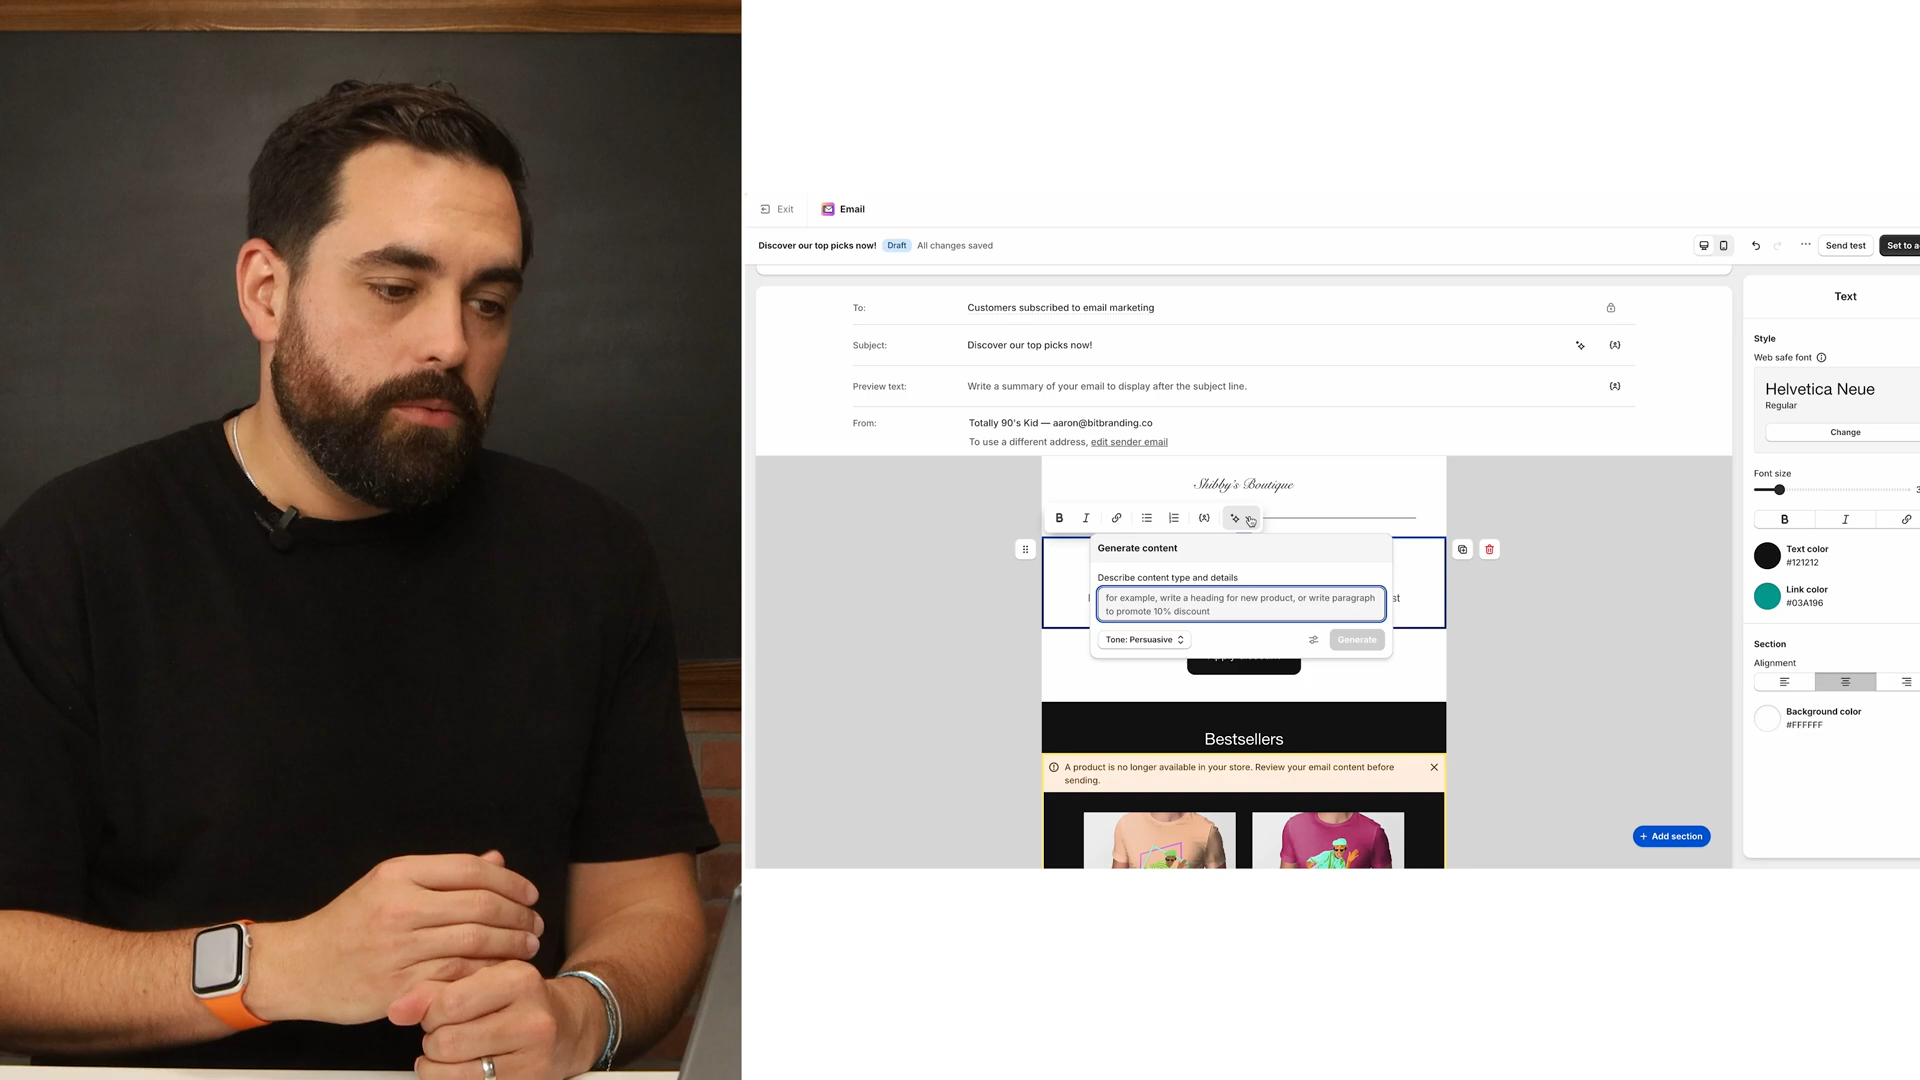 Exit
Email
Discover our top picks now! Draft All changes saved
Send test
Set to a
To: Customers subscribed to email marketing
Subject: Discover our top picks now!
Preview text: Write a summary of your email to display after the subject line.
From: Totally 90's Kid — aaron@bitbranding.co
To use a different address, edit sender email
Shibby's Boutique
B I
Generate content
Describe content type and details
for example, write a heading for new product, or write paragraph
to promote 10% discount
st
Tone: Persuasive
Generate
Bestsellers
A product is no longer available in your store. Review your email content before
sending.
+ Add section
Text
Style
Web safe font
Helvetica Neue
Regular
Change
Font size
3
B I
Text color
#121212
Link color
#03A196
Section
Alignment
Background color
#FFFFFF